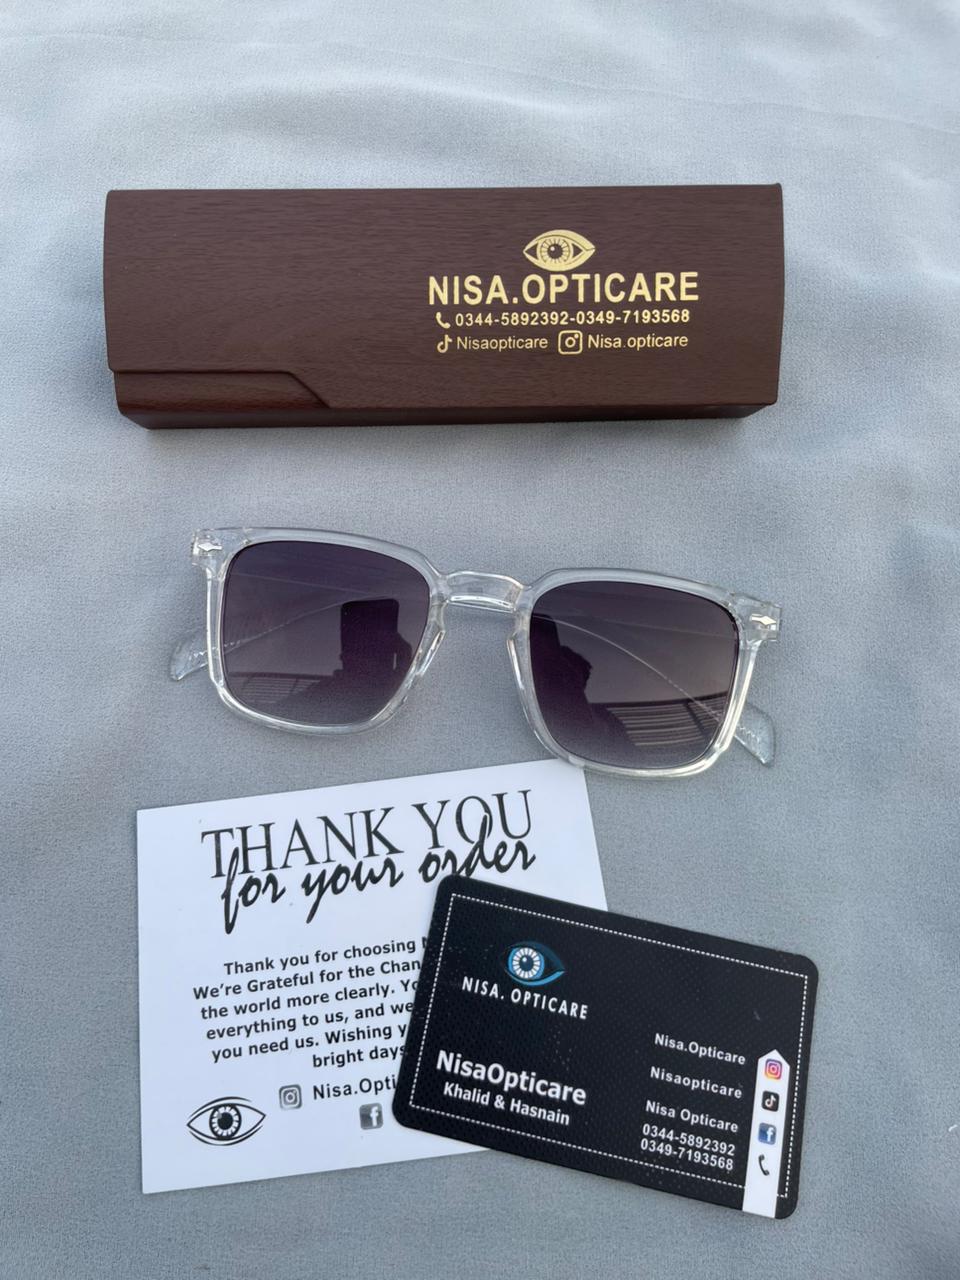 NISA.OPTICARE
0344-5892392-0349-7193568
Nisaopticare Nisa.opticare
THANK YOU
for your order
Thank you for choosing
We're Grateful for the
the world more clearly.
everything to us, and we
you need us. Wishing
bright days
Nisa.Opti
NISA. OPTICARE
NisaOpticare
Khalid & Hasnain
Nisa.Opticare
Nisaopticare
Nisa Opticare
0344-5892392
0349-7193568